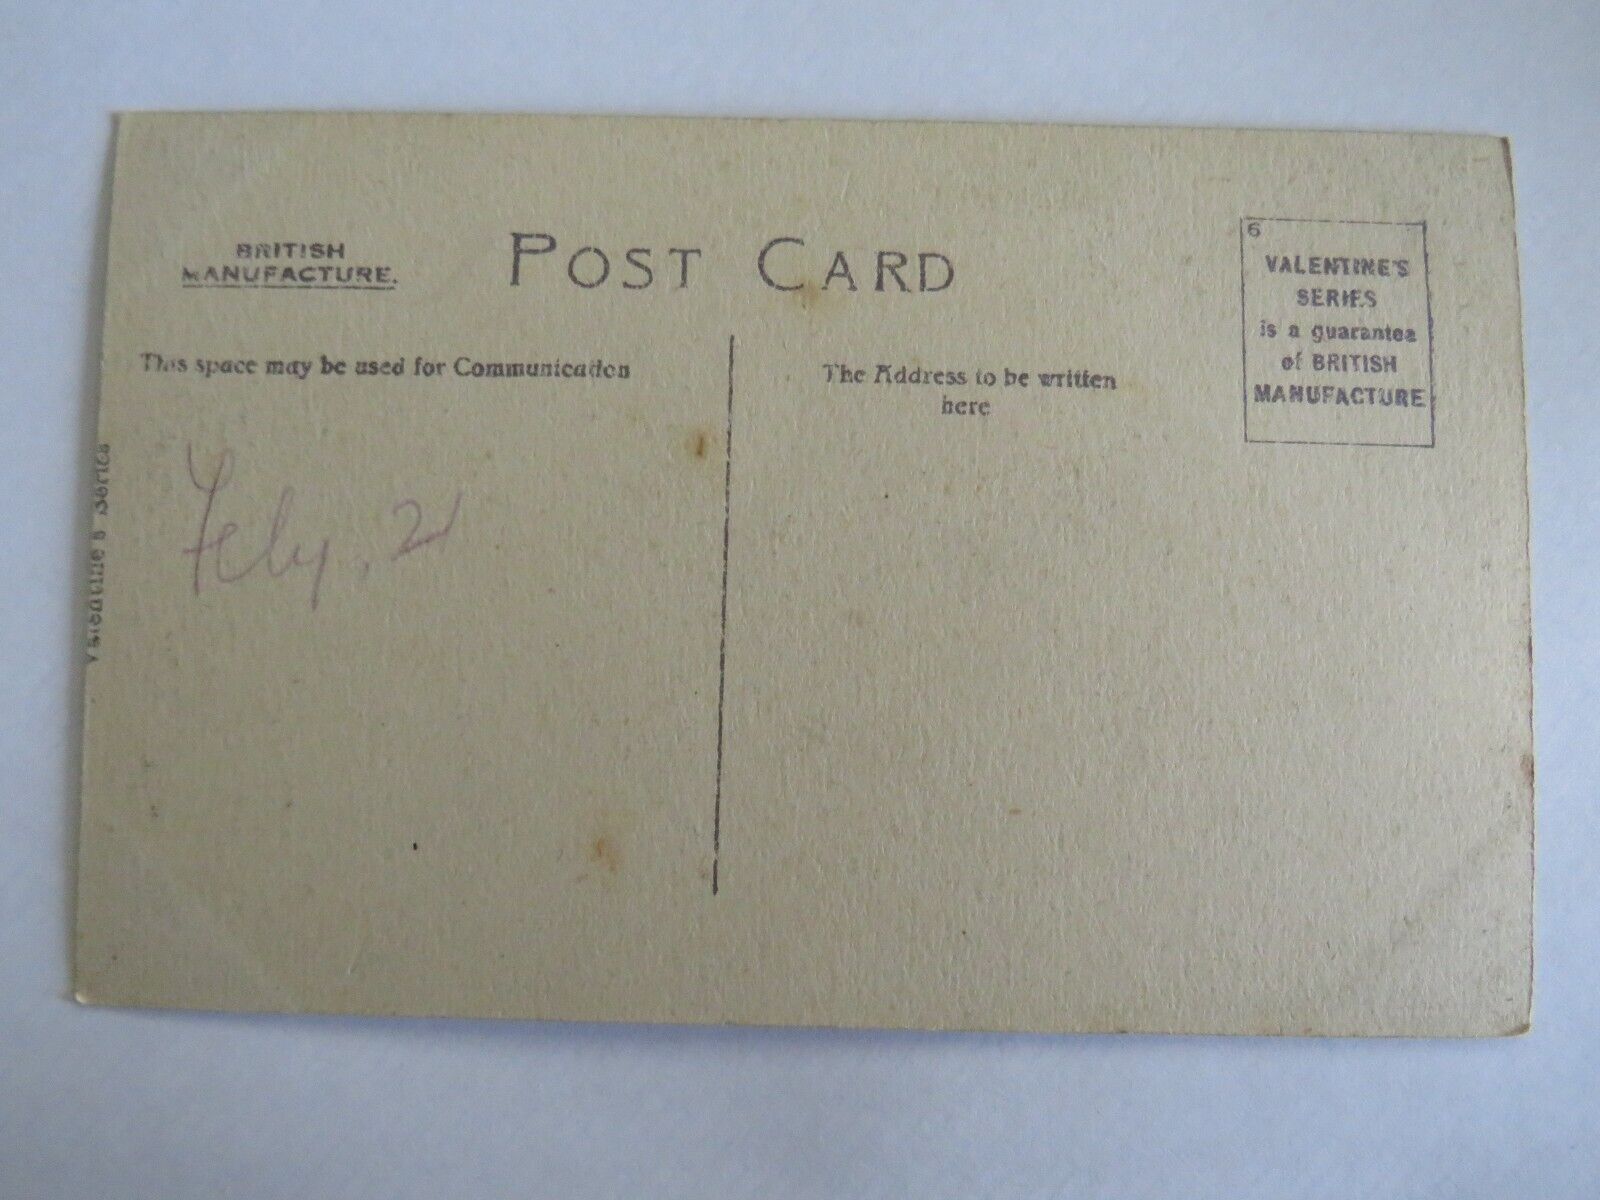 BRITISH
MANUFACTURE.
POST CARD
6
VALENTINE'S
SERIES
is a guarantee
of BRITISH
MANUFACTURE
This space may be used for Communication
The Address to be written
here
Feby, 21
Valentine's Series